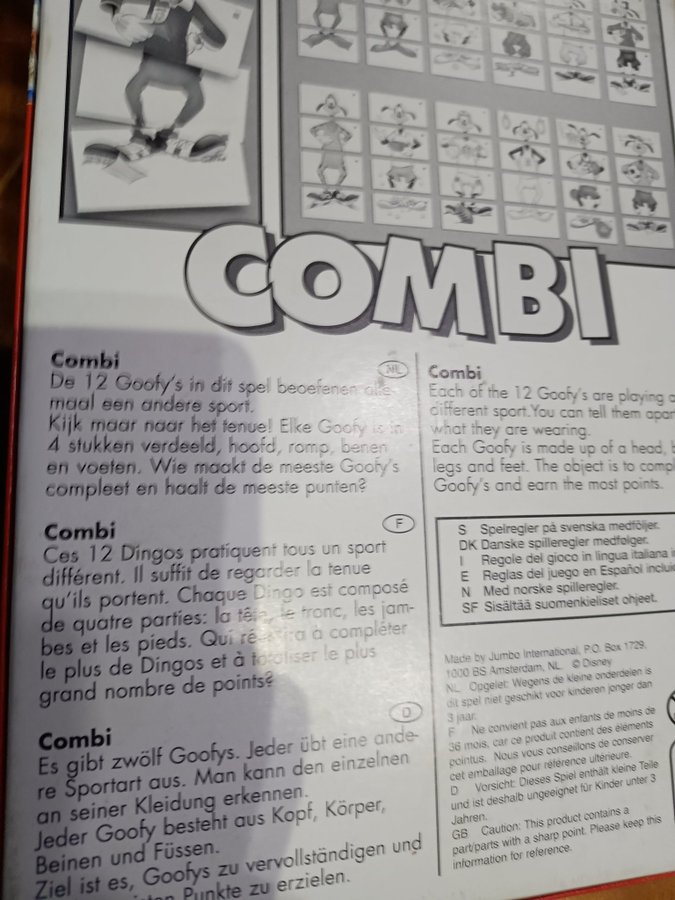 COMBI
Combi
NL
De 12 Goofy's in dit spel beoefenen alle
maal een andere sport.
Kijk maar naar het tenue! Elke Goofy is in
4 stukken verdeeld, hoofd, romp, benen
en voeten. Wie maakt de meeste Goofy's
compleet en haalt de meeste punten?
Combi
F
Ces 12 Dingos pratiquent tous un sport
différent. Il suffit de regarder la tenue
qu'ils portent. Chaque Dingo est composé
de quatre parties: la tête, le tronc, les jam-
bes et les pieds. Qui réussira à compléter
le plus de Dingos et à totaliser le plus
grand nombre de points?
Combi
D
Es gibt zwölf Goofys. Jeder übt eine ande-
re Sportart aus. Man kann den einzelnen
an seiner Kleidung erkennen.
Jeder Goofy besteht aus Kopf, Körper,
Beinen und Füssen.
Ziel ist es, Goofys zu vervollständigen und
Punkte zu erzielen.
Combi
Each of the 12 Goofy's are playing a
different sport.You can tell them apart
what they are wearing.
Each Goofy is made up of a head,
legs and feet. The object is to
Goofy's and earn the most points.
S Spelregler på svenska medföljer.
DK Danske spilleregler medfølger.
I Regole del gioco in lingua italiana
E Reglas del juego en Español
N Med norske spilleregler.
SF Sisältää suomenkieliset ohjeet.
Made by Jumbo International, P.O. Box 1729,
1000 BS Amsterdam, NL. © Disney
NL Opgelet: Wegens de kleine onderdelen is
dit spel niet geschikt voor kinderen jonger dan
3 jaar.
F Ne convient pas aux enfants de moins de
36 mois, car ce produit contient des éléments
pointus. Nous vous conseillons de conserver
cet emballage pour référence ultérieure.
D Vorsicht: Dieses Spiel enthält kleine Teile
und ist deshalb ungeeignet für Kinder unter 3
Jahren.
GB Caution: This product contains a
part/parts with a sharp point. Please keep this
information for reference.